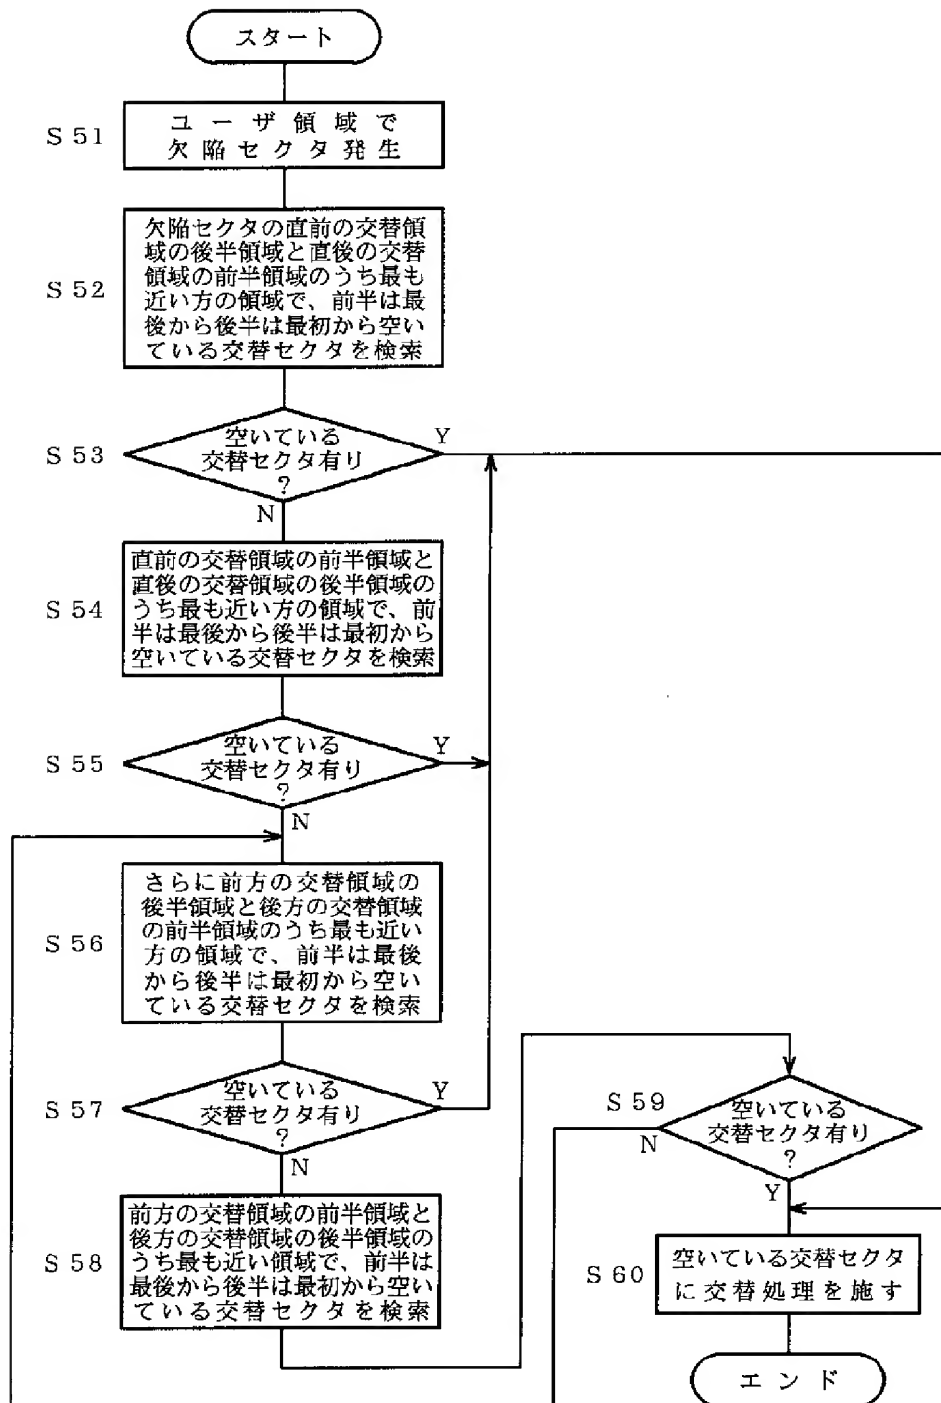 スタート
S 51
ユーザ領域で
欠陥セクタ発生
S 52
欠陥セクタの直前の交替領
域の後半領域と直後の交替
領域の前半領域のうち最も
近い方の領域で、前半は最
後から後半は最初から空い
ている交替セクタを検索
S 53
空いている
交替セクタ有り
?
Y
N
S 54
直前の交替領域の前半領域と
直後の交替領域の後半領域の
うち最も近い方の領域で、前
半は最後から後半は最初から
空いている交替セクタを検索
S 55
空いている
交替セクタ有り
?
Y
N
S 56
さらに前方の交替領域の
後半領域と後方の交替領域
の前半領域のうち最も近い
方の領域で、前半は最後
から後半は最初から空い
ている交替セクタを検索
S 57
空いている
交替セクタ有り
?
Y
N
S 58
前方の交替領域の前半領域と
後方の交替領域の後半領域の
うち最も近い領域で、前半は
最後から後半は最初から空い
ている交替セクタを検索
S 59
空いている
交替セクタ有り
?
N
Y
S 60
空いている交替セクタ
に交替処理を施す
エンド